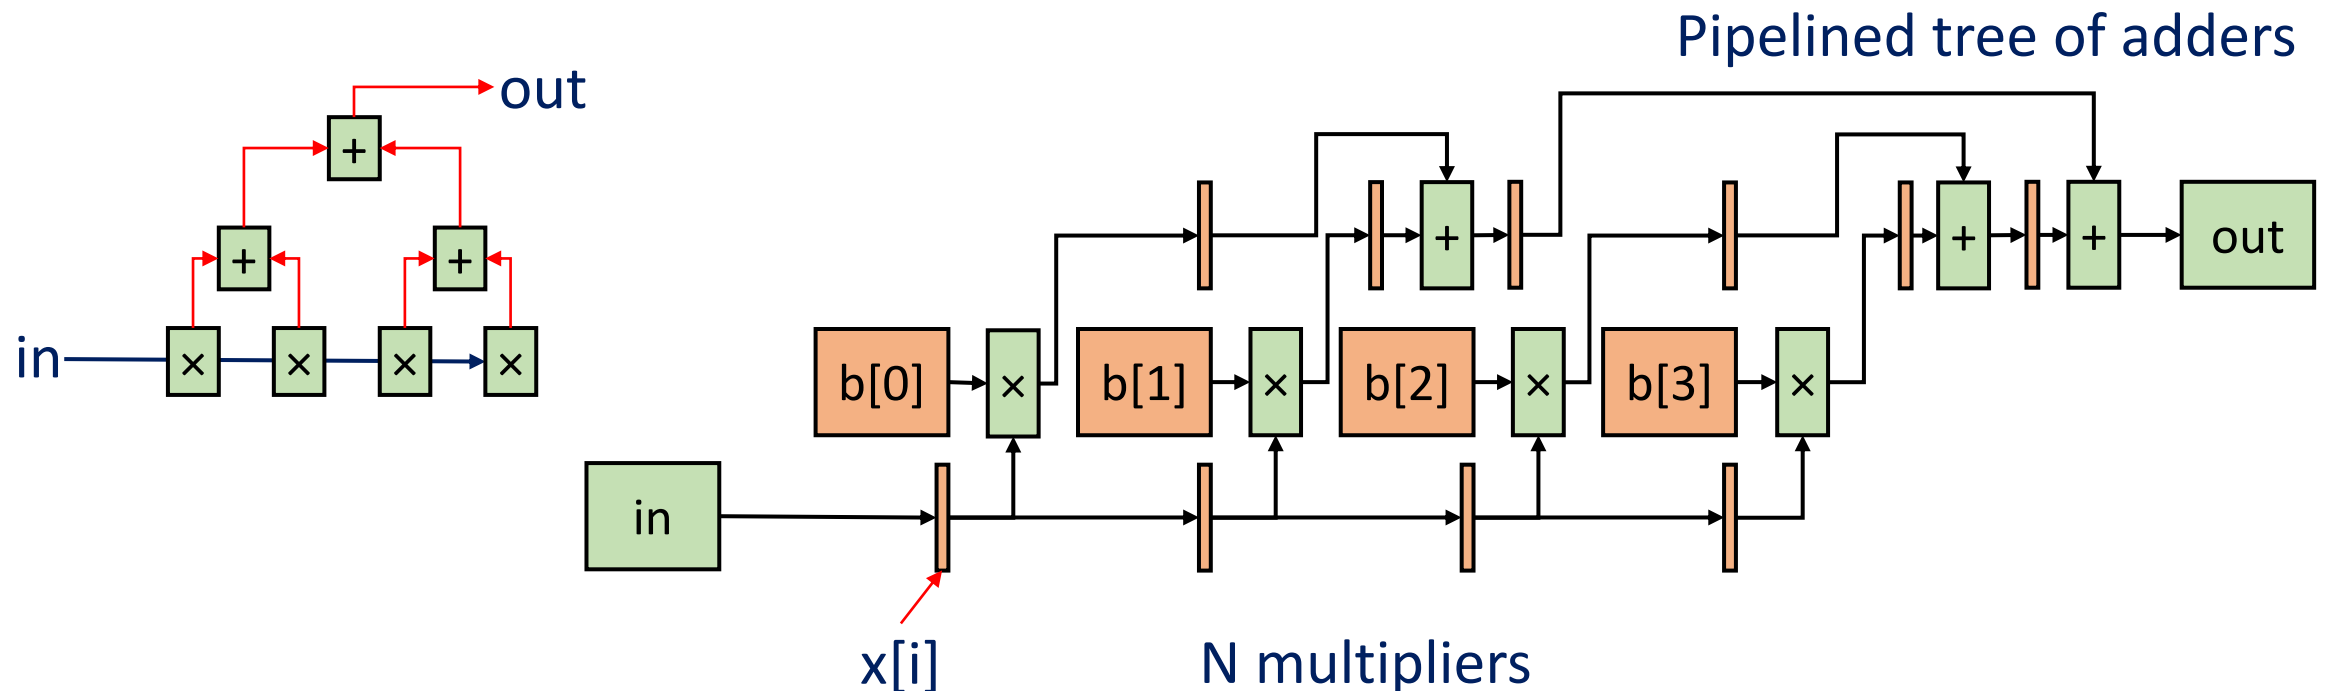 Pipelined tree of adders
out
+
+ +
in × × × ×
+ + + out
b[0] × b[1] × b[2] × b[3] ×
in
x[i] N multipliers